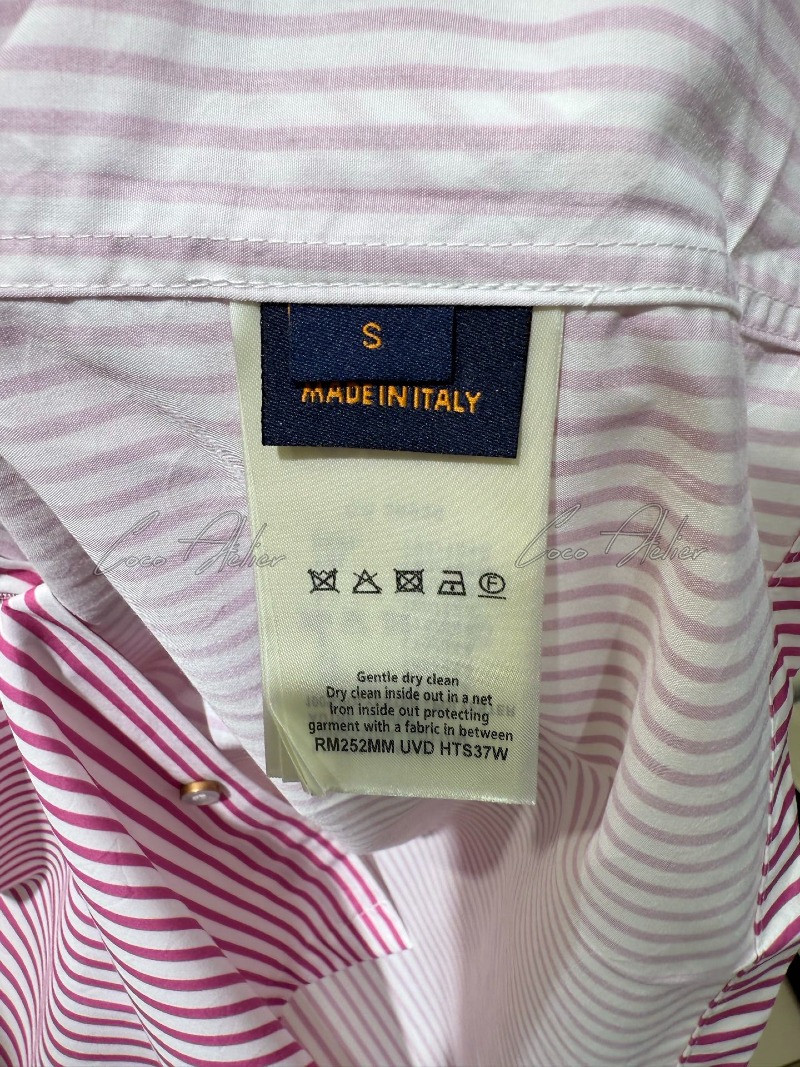 S
MADE IN ITALY
Coco Atelier Coco Atelier
F
Gentle dry clean
Dry clean inside out in a net
Iron inside out protecting
garment with a fabric in between
RM252MM UVD HTS37W